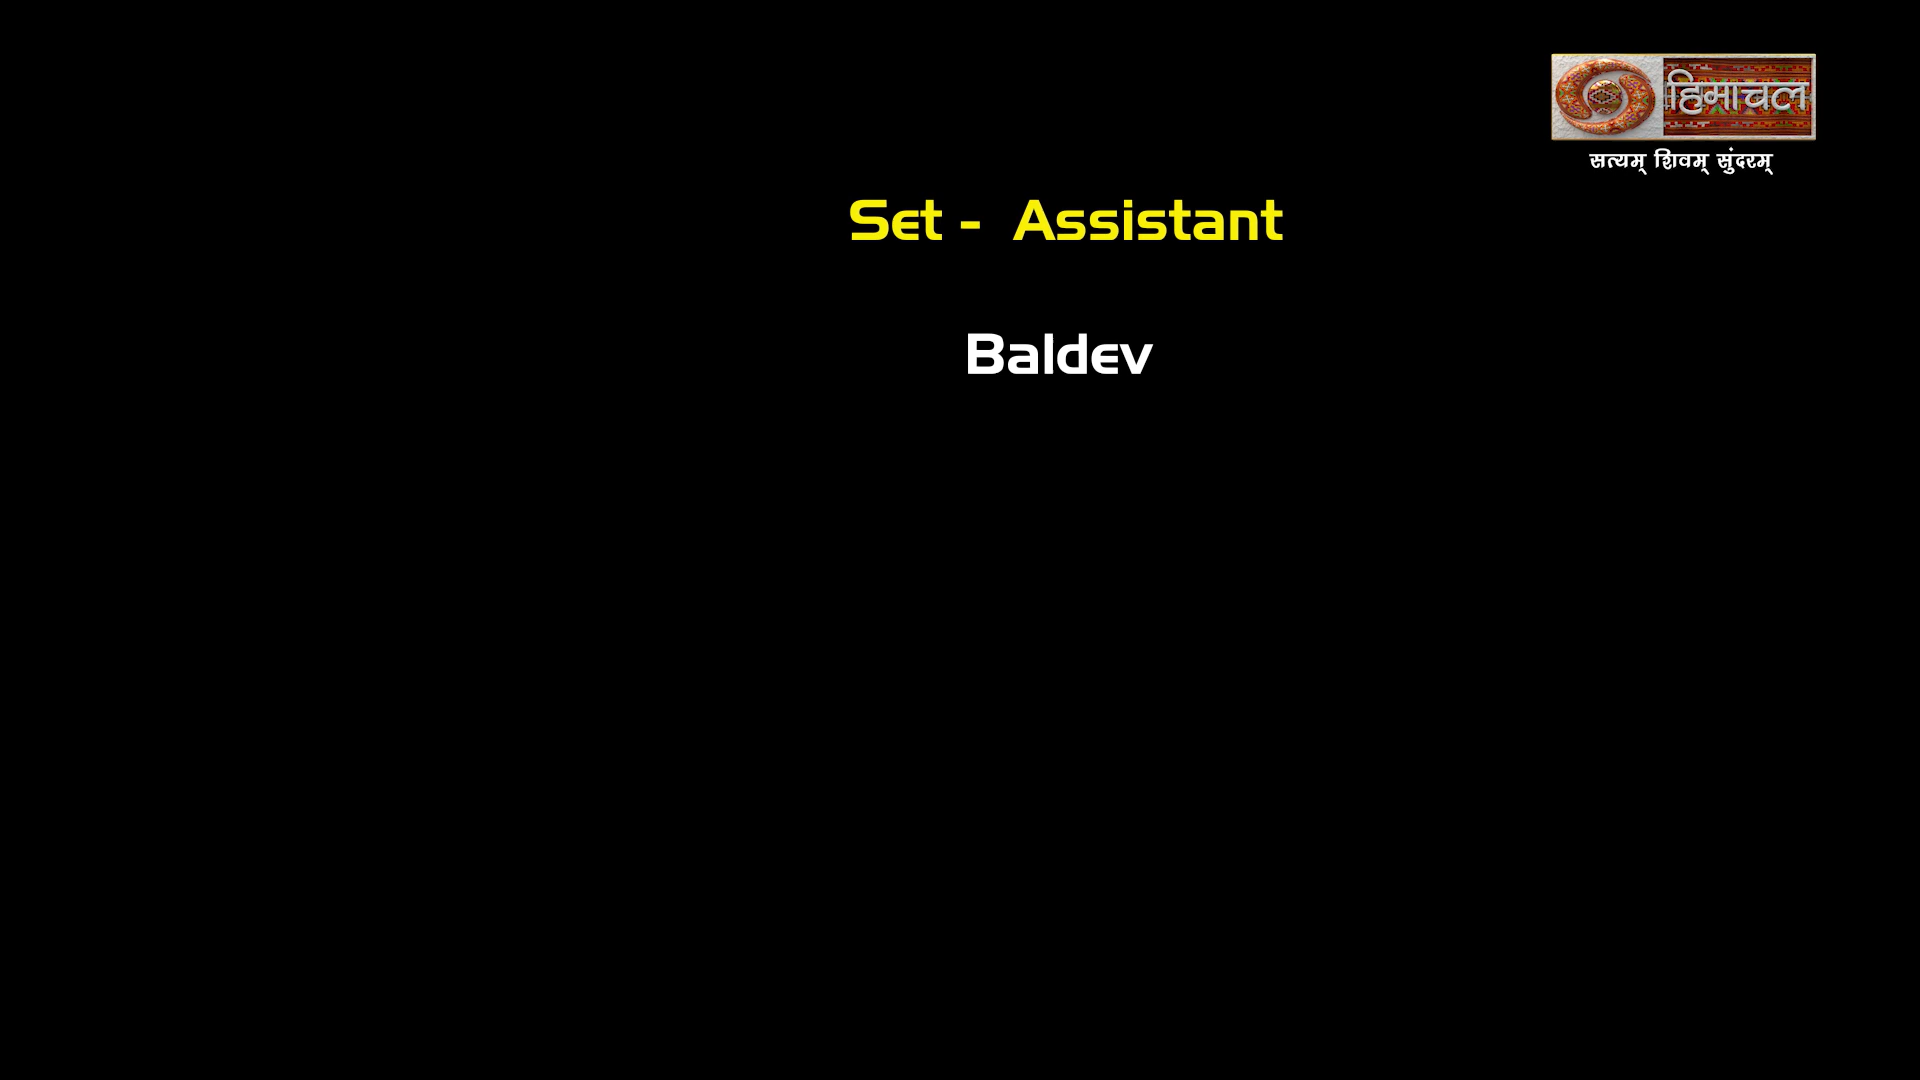 हिमाचल
सत्यम् शिवम् सुंदरम्
Set - Assistant
Baldev